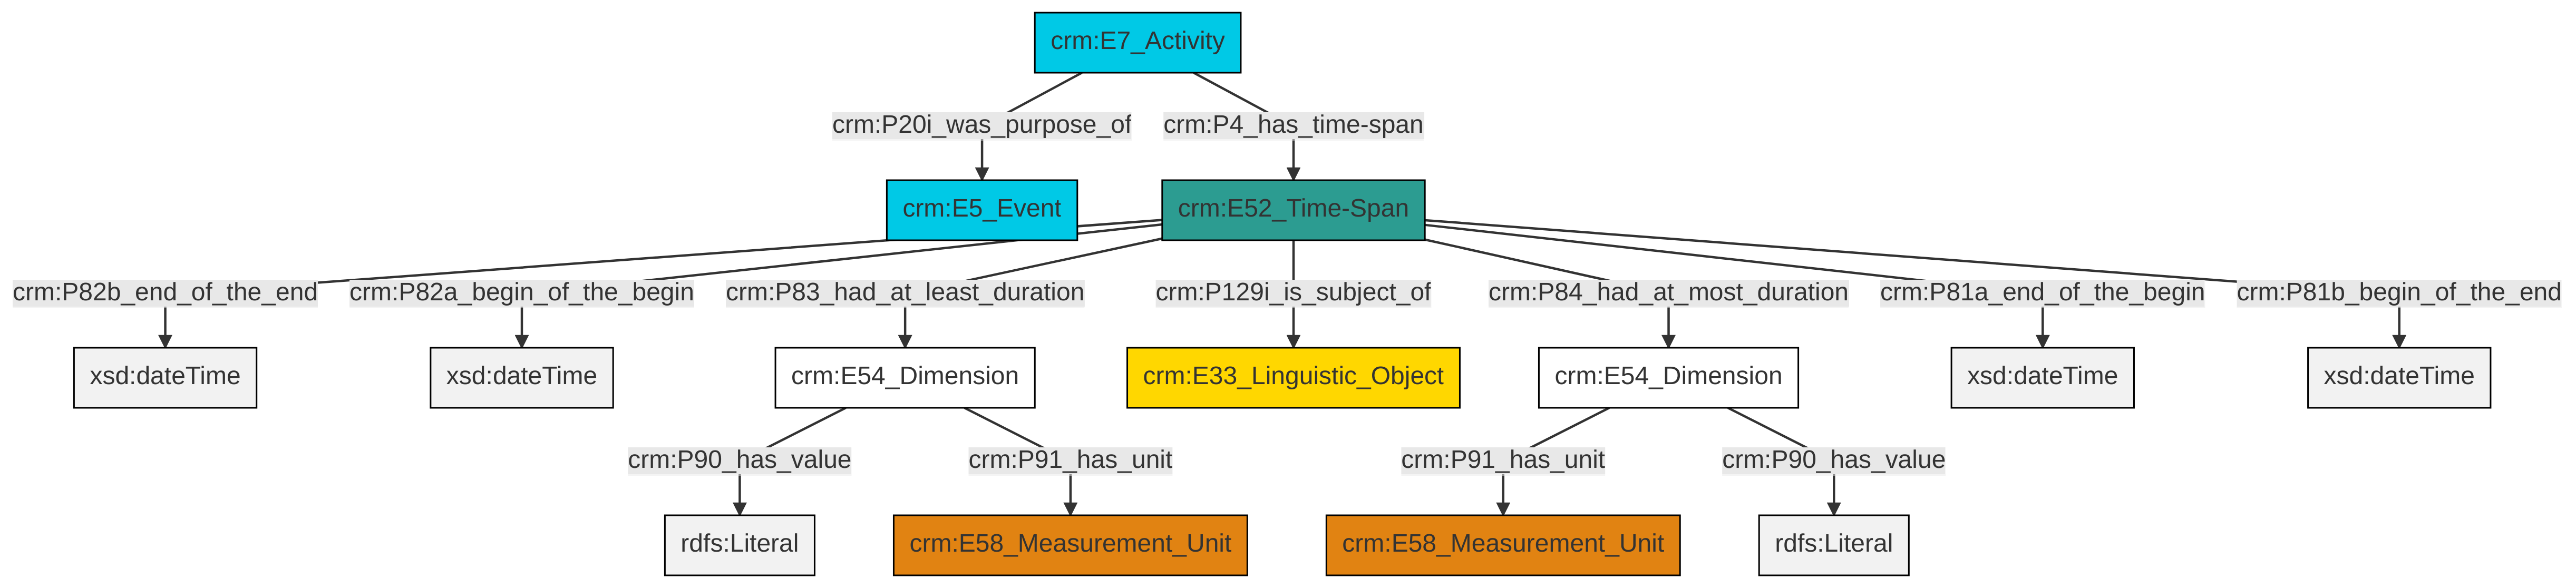 crm:E7_Activity
crm:P20i_was_purpose_of
crm:P4_has_time-span
crm:E5_Event
crm:E52_Time-Span
crm:P82b_end_of_the_end
crm:P82a_begin_of_the_begin
crm:P83_had_at_least_duration
crm:P129i_is_subject_of
crm:P84_had_at_most_duration
crm:P81a_end_of_the_begin
crm:P81b_begin_of_the_end
xsd:dateTime
xsd:dateTime
crm:E54_Dimension
crm:E33_Linguistic_Object
crm:E54_Dimension
xsd:dateTime
xsd:dateTime
crm:P90_has_value
crm:P91_has_unit
crm:P91_has_unit
crm:P90_has_value
rdfs:Literal
crm:E58_Measurement_Unit
crm:E58_Measurement_Unit
rdfs:Literal